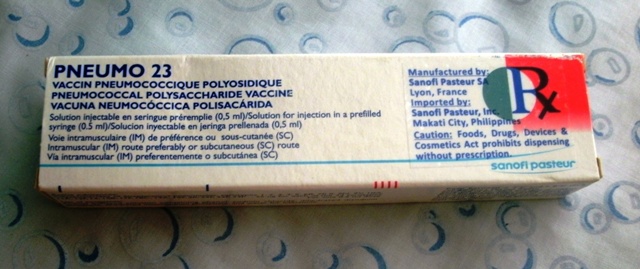 PNEUMO 23
VACCIN PNEUMOCOCCIQUE POLYOSIDIQUE
PNEUMOCOCCAL POLYSACCHARIDE VACCINE
VACUNA NEUMOCÓCCICA POLISACÁRIDA
Solution injectable en seringue préremplie (0,5 ml)/Solution for injection in a prefilled
syringe (0.5 ml)/Solution inyectable en jeringa prellenada (0,5 ml)
Voie intramusculaire (IM) de préférence ou sous-cutanée (SC)
Intramuscular (IM) route preferably or subcutaneous (SC) route
Vía intramuscular (IM) preferentemente o subcutánea (SC)
Manufactured by:
Sanofi Pasteur SA
Lyon, France
Imported by:
Sanofi Pasteur, Inc.
Makati City, Philippines
Caution: Foods, Drugs, Devices &
Cosmetics Act prohibits dispensing
without prescription.
Rx
sanofi pasteur